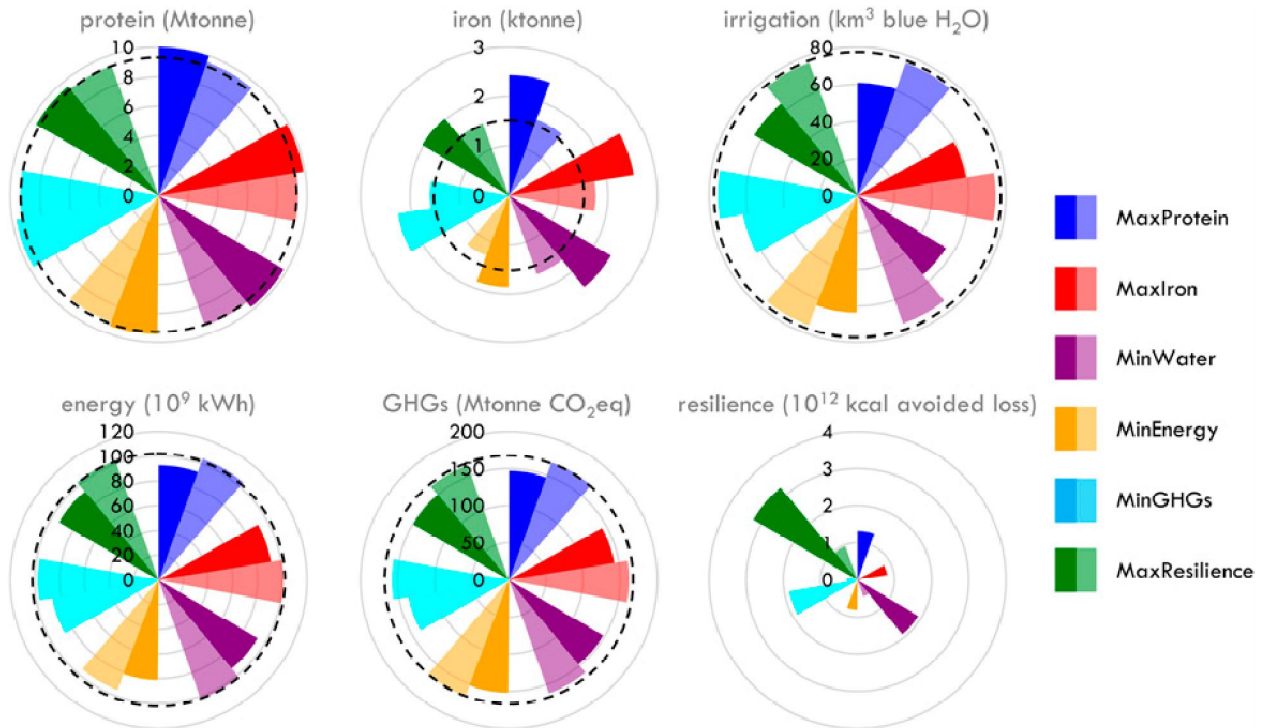 protein (Mtonne)
10
8
6
4
2
0
iron (ktonne)
3
2
1
0
irrigation (km³ blue H₂O)
80
60
40
20
0
energy (10⁹ kWh)
120
100
80
60
40
20
0
GHGs (Mtonne CO₂eq)
200
150
100
50
0
resilience (10¹² kcal avoided loss)
4
3
2
1
0
MaxProtein
MaxIron
MinWater
MinEnergy
MinGHGs
MaxResilience